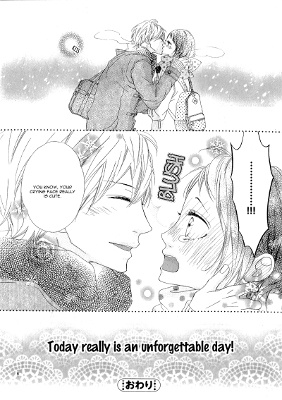 BLUSH
......... !!!
YOU KNOW, YOUR
CRYING FACE REALLY
IS CUTE.
Today really is an unforgettable day!
おわり